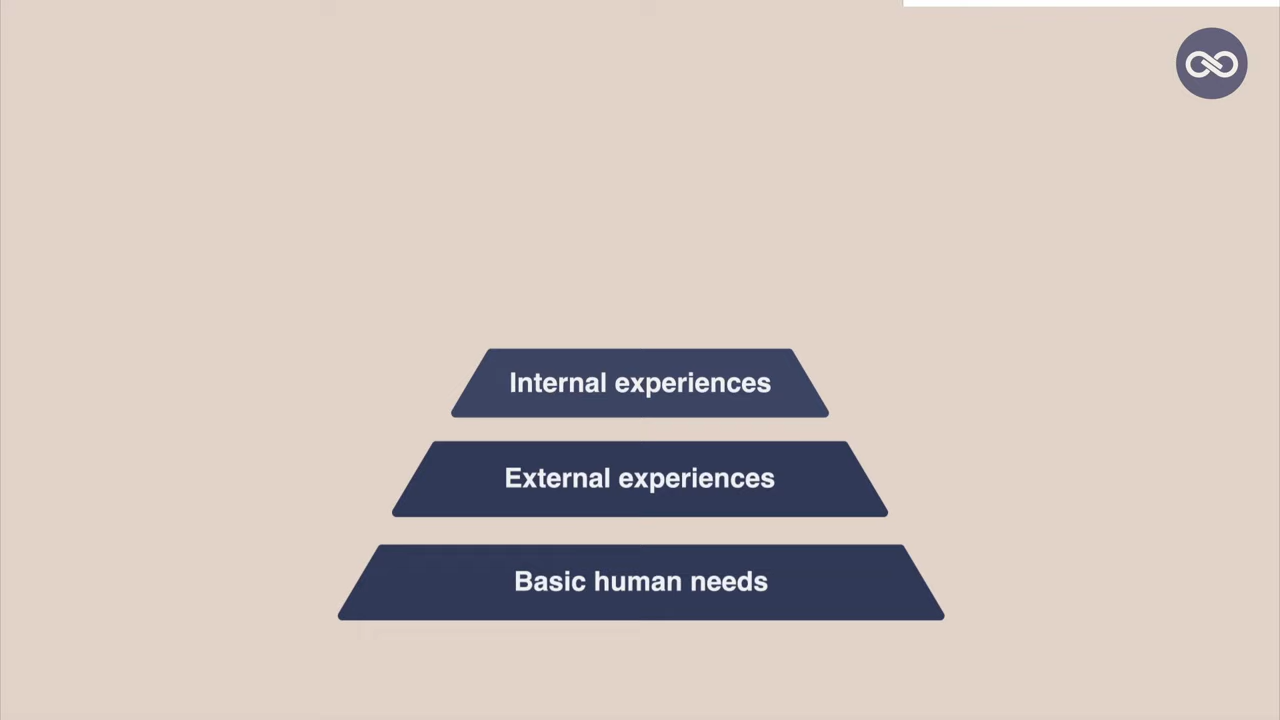 Internal experiences
External experiences
Basic human needs